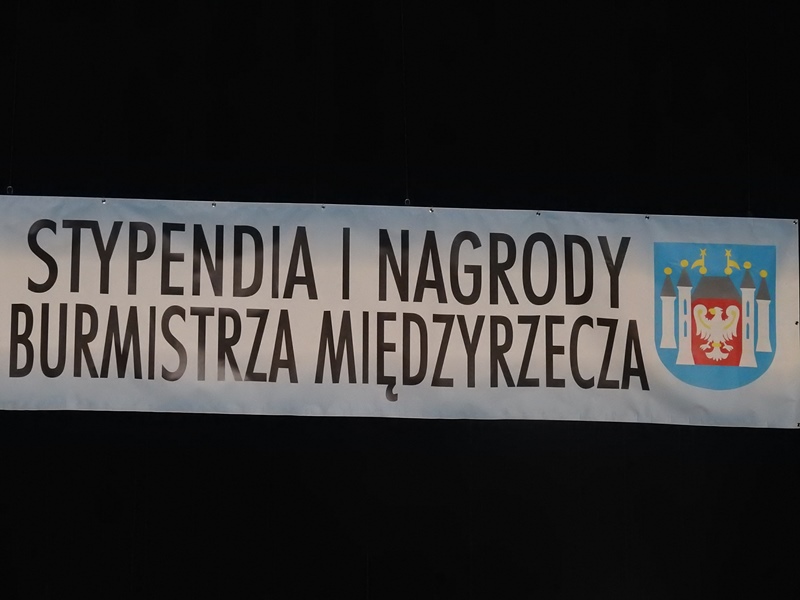 STYPENDIA I NAGRODY
BURMISTRZA MIĘDZYRZECZA